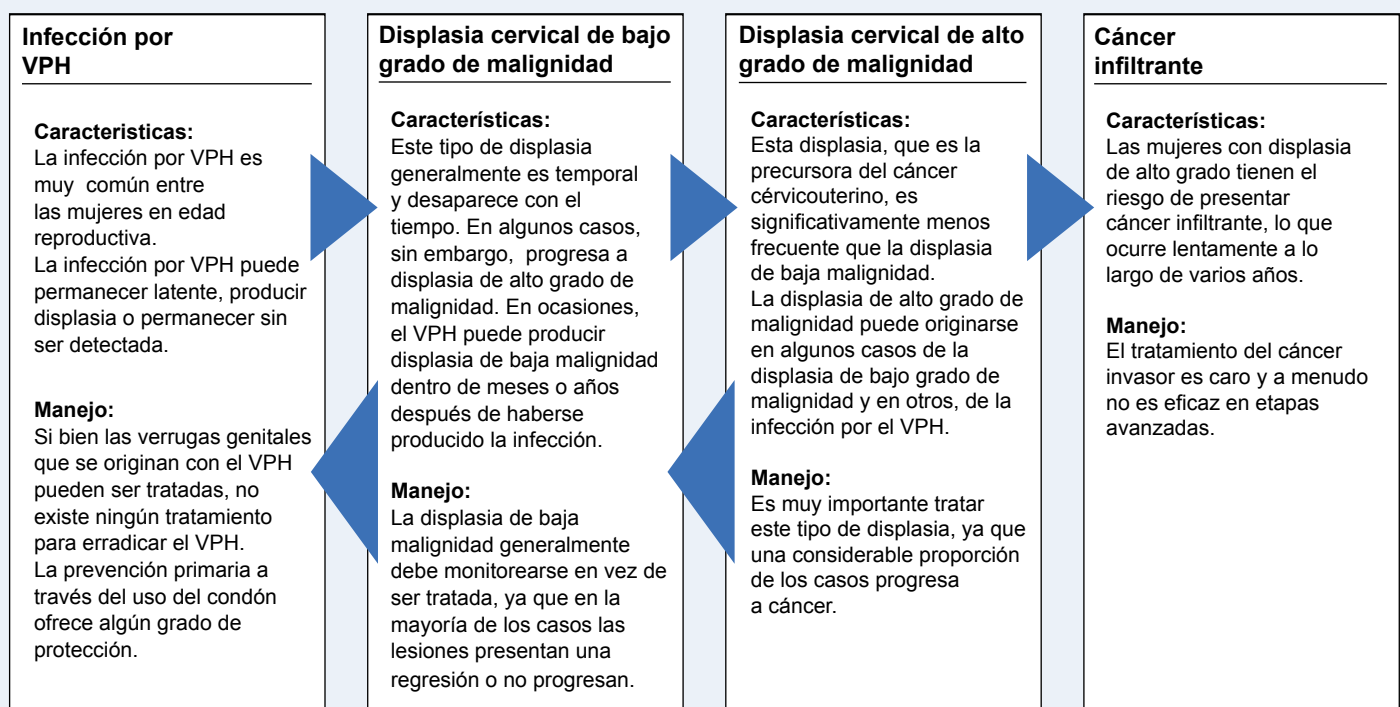 Infección por
VPH
Caracteristicas:
La infección por VPH es
muy común entre
las mujeres en edad
reproductiva.
La infección por VPH puede
permanecer latente, producir
displasia o permanecer sin
ser detectada.
Manejo:
Si bien las verrugas genitales
que se originan con el VPH
pueden ser tratadas, no
existe ningún tratamiento
para erradicar el VPH.
La prevención primaria a
través del uso del condón
ofrece algún grado de
protección.
Displasia cervical de bajo
grado de malignidad
Características:
Este tipo de displasia
generalmente es temporal
y desaparece con el
tiempo. En algunos casos,
sin embargo, progresa a
displasia de alto grado de
malignidad. En ocasiones,
el VPH puede producir
displasia de baja malignidad
dentro de meses o años
después de haberse
producido la infección.
Manejo:
La displasia de baja
malignidad generalmente
debe monitorearse en vez de
ser tratada, ya que en la
mayoría de los casos las
lesiones presentan una
regresión o no progresan.
Displasia cervical de alto
grado de malignidad
Características:
Esta displasia, que es la
precursora del cáncer
cérvicouterino, es
significativamente menos
frecuente que la displasia
de baja malignidad.
La displasia de alto grado de
malignidad puede originarse
en algunos casos de la
displasia de bajo grado de
malignidad y en otros, de la
infección por el VPH.
Manejo:
Es muy importante tratar
este tipo de displasia, ya que
una considerable proporción
de los casos progresa
a cáncer.
Cáncer
infiltrante
Características:
Las mujeres con displasia
de alto grado tienen el
riesgo de presentar
cáncer infiltrante, lo que
ocurre lentamente a lo
largo de varios años.
Manejo:
El tratamiento del cáncer
invasor es caro y a menudo
no es eficaz en etapas
avanzadas.